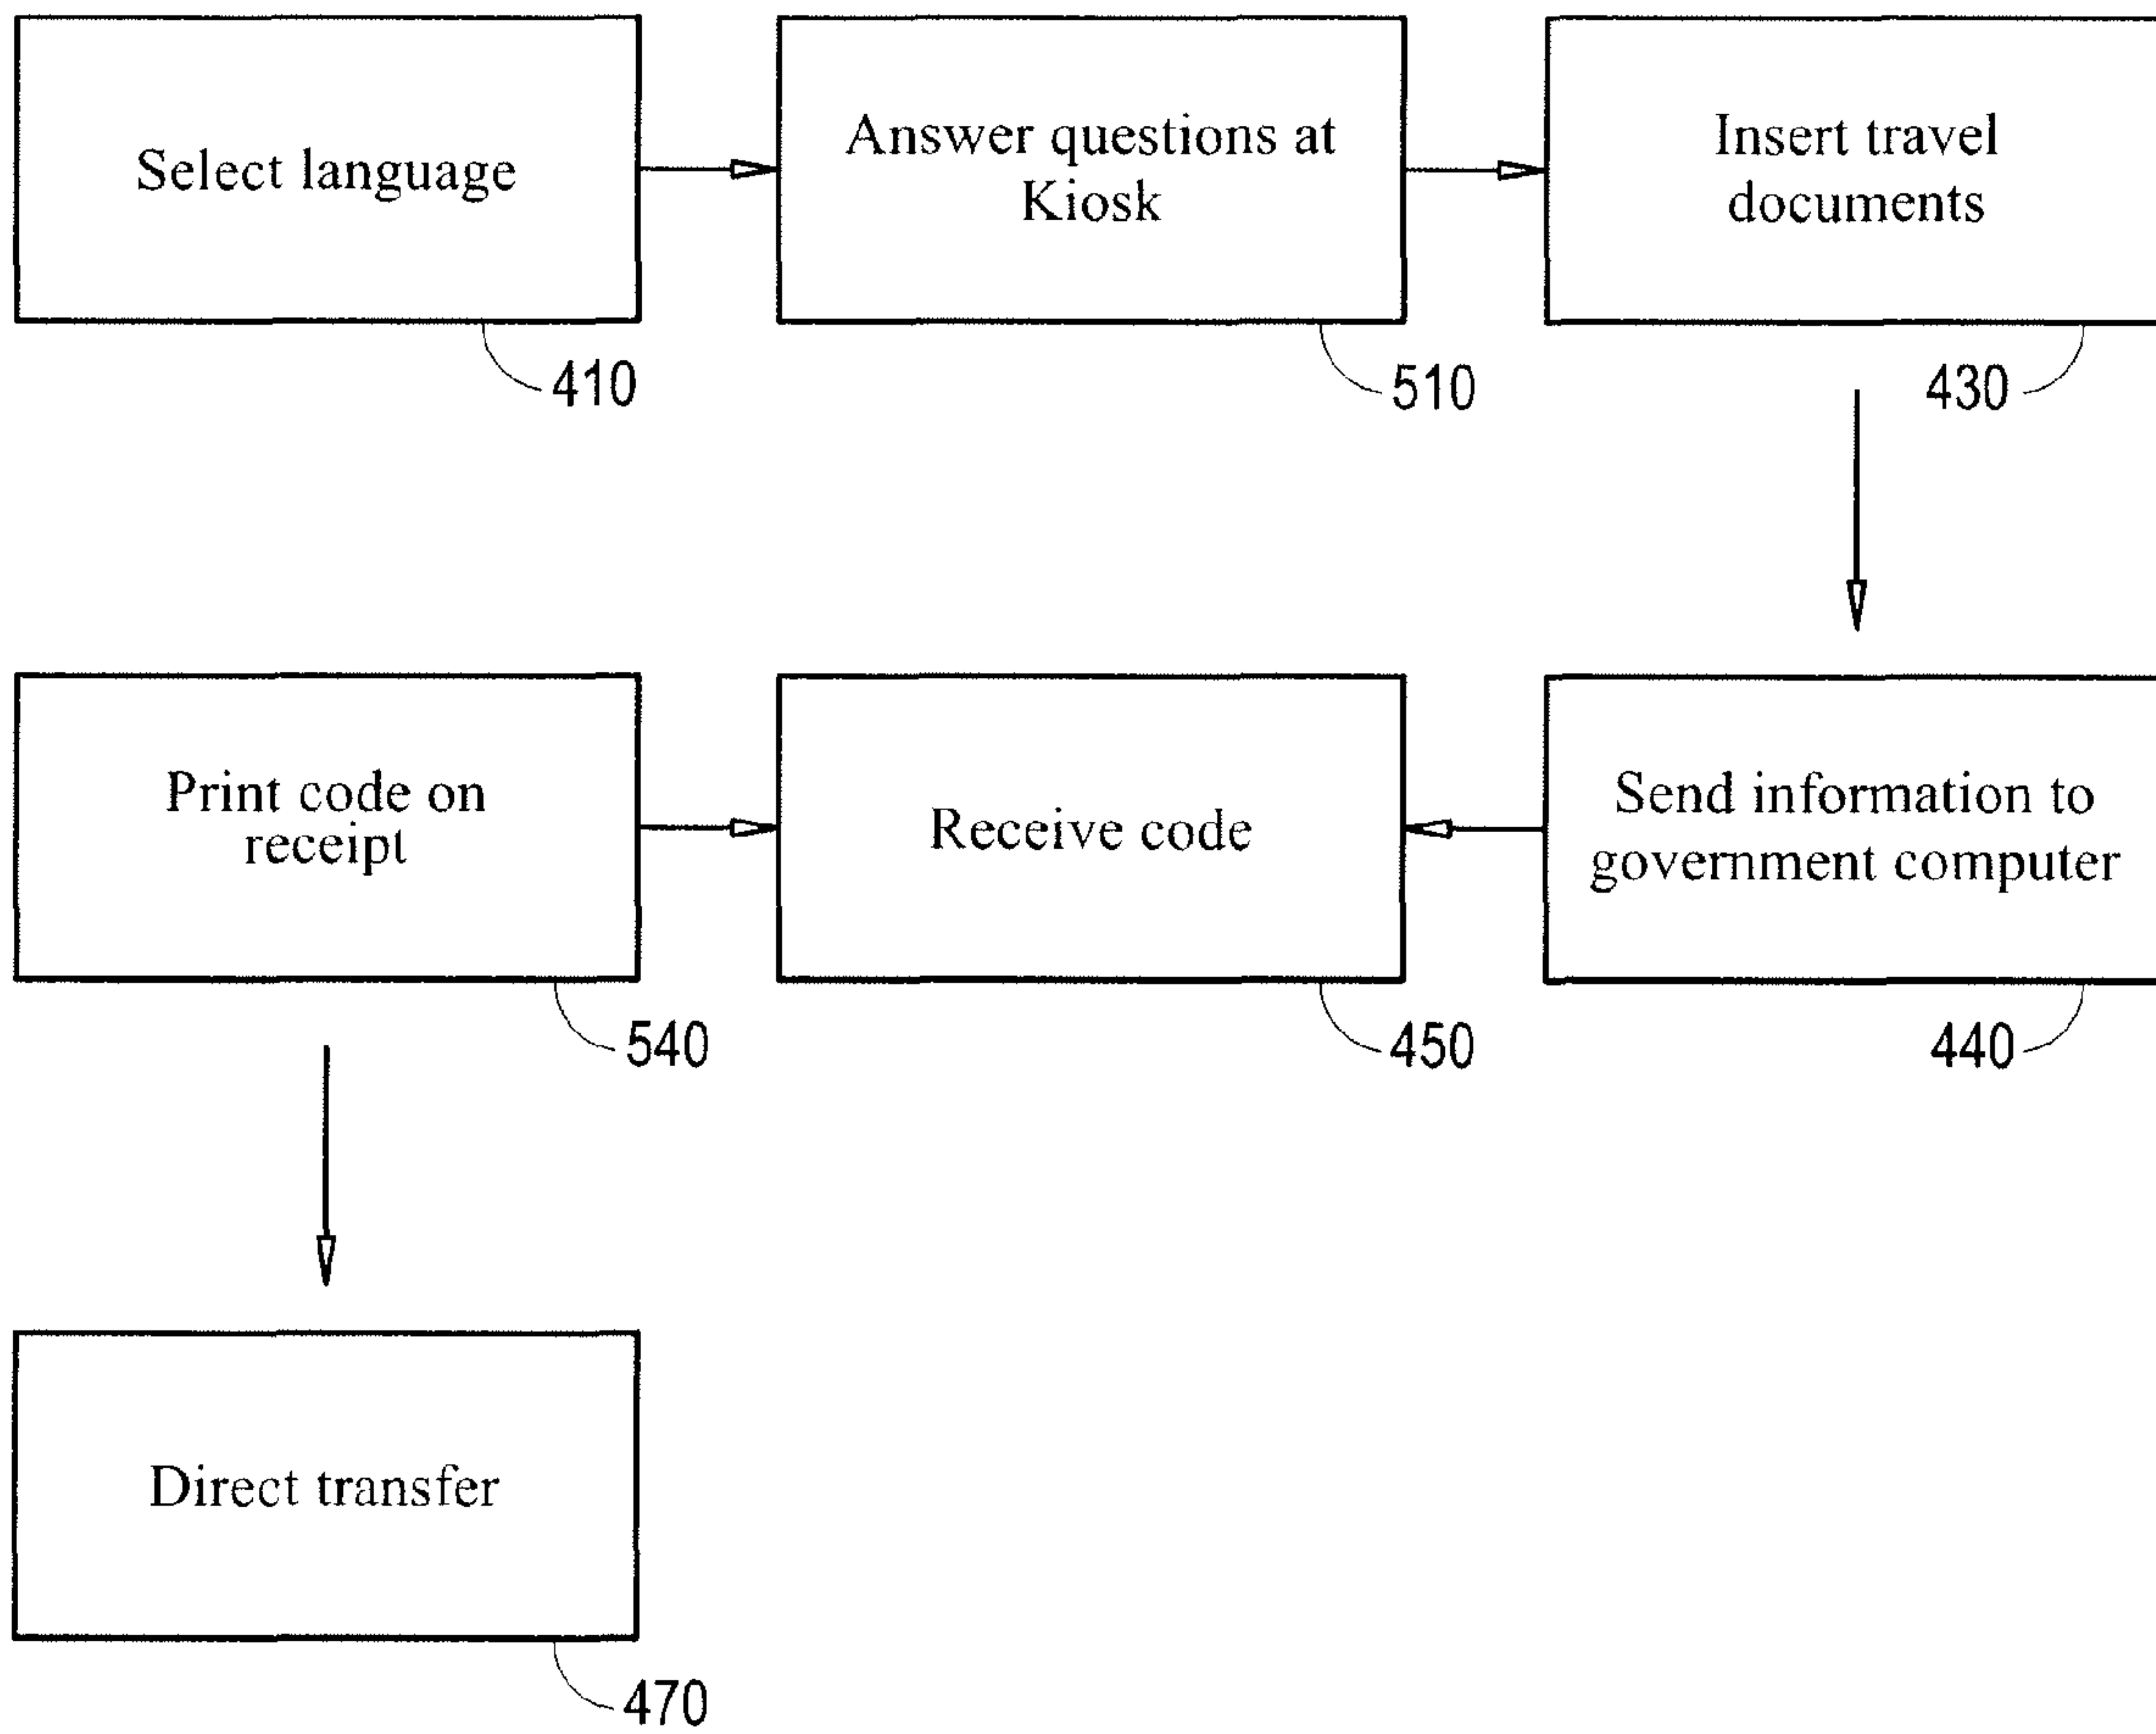 Select language
Answer questions at
Kiosk
Insert travel
documents
410
510
430
Print code on
receipt
Receive code
Send information to
government computer
540
450
440
Direct transfer
470